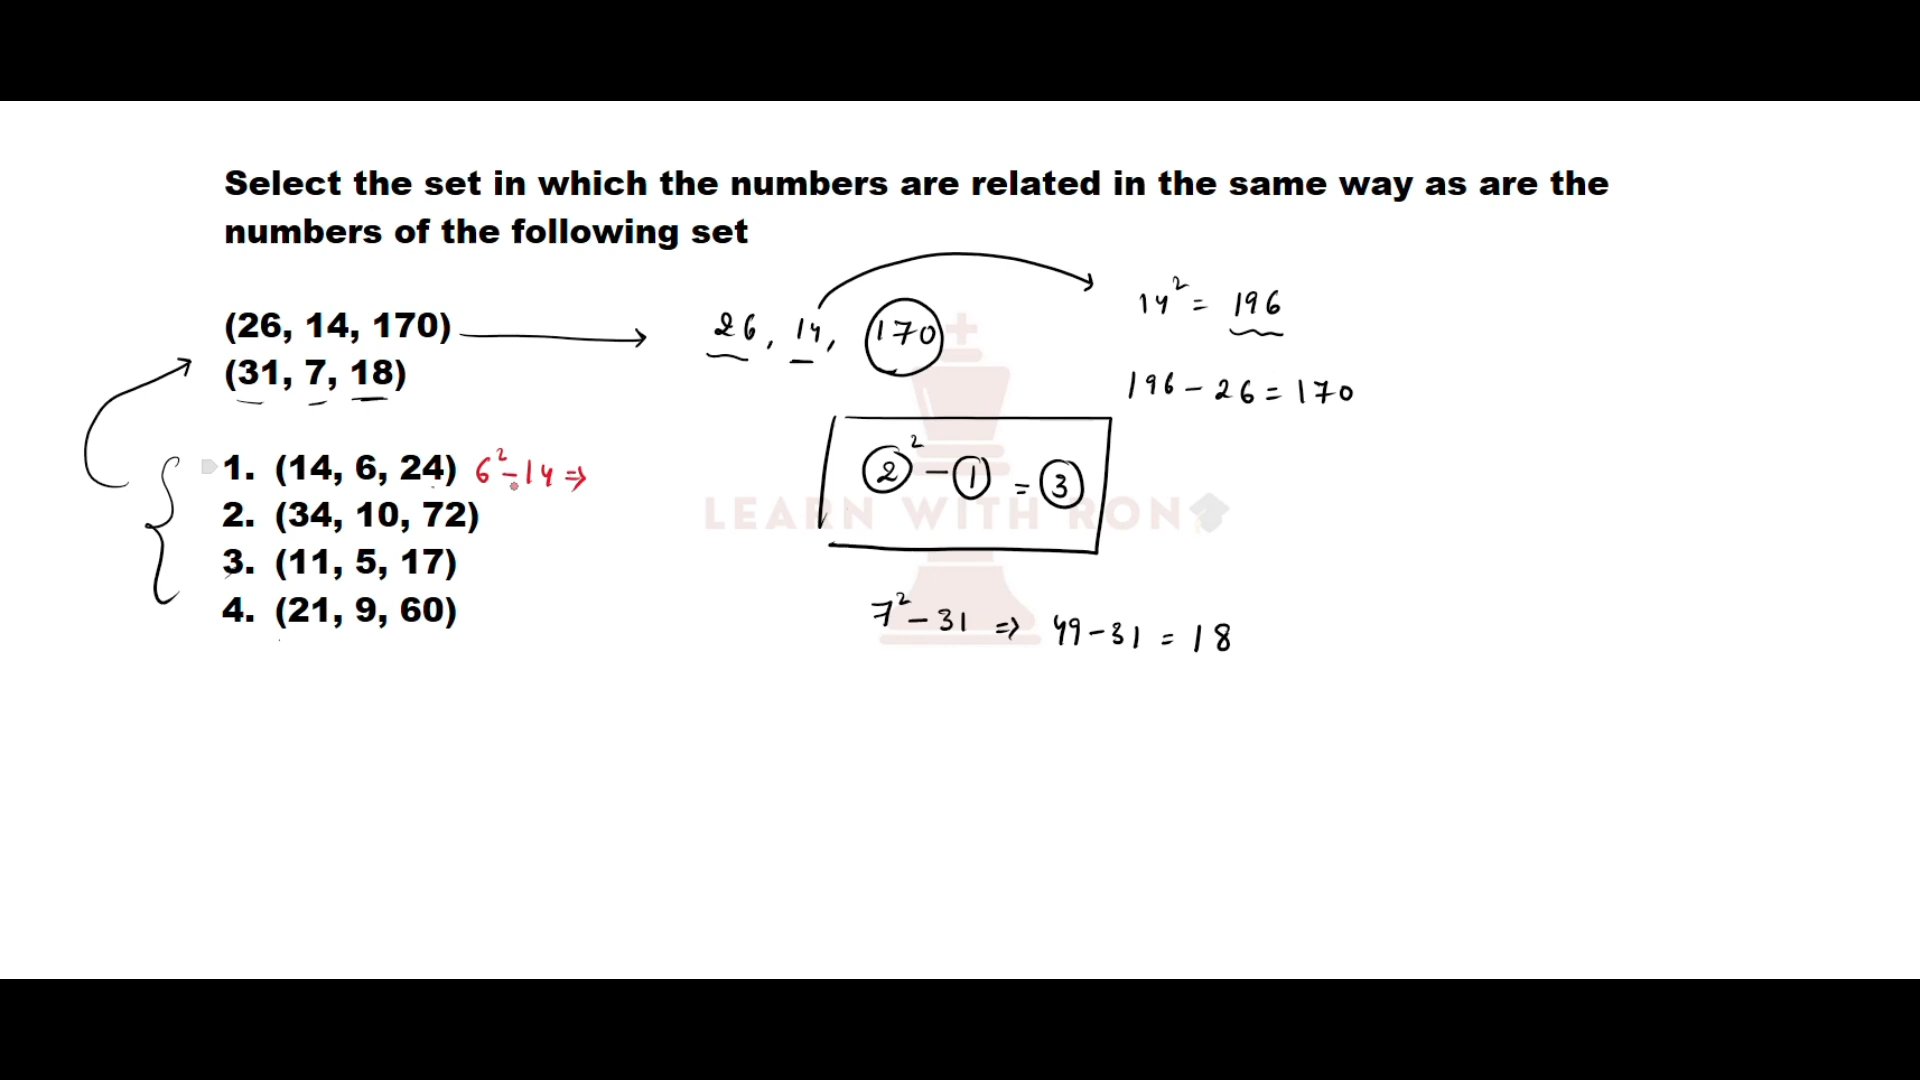 Select the set in which the numbers are related in the same way as are the
numbers of the following set
(26, 14, 170)
(31, 7, 18)
26, 14, 170
14² = 196
196 - 26 = 170
1. (14, 6, 24) 6² - 14 ⇒
2. (34, 10, 72)
3. (11, 5, 17)
4. (21, 9, 60)
2² - 1 = 3
LEARN WITH RON
7² - 31 ⇒ 49 - 31 = 18